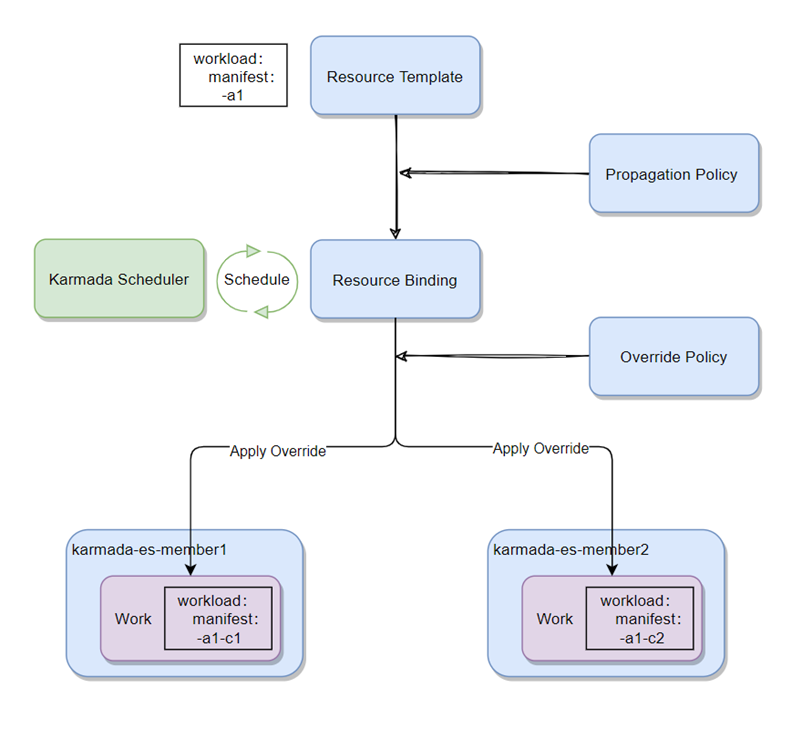 workload:
manifest:
-a1
Resource Template
Propagation Policy
Karmada Scheduler
Schedule
Resource Binding
Override Policy
Apply Override
Apply Override
karmada-es-member1
Work
workload:
manifest:
-a1-c1
karmada-es-member2
Work
workload:
manifest:
-a1-c2